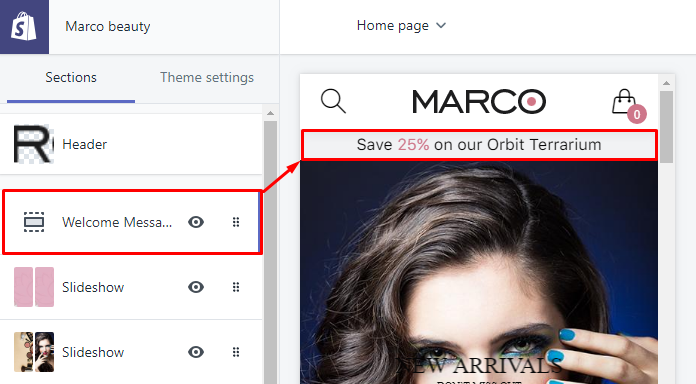 Marco beauty
Home page
Sections
Theme settings
Header
Welcome Messa...
Slideshow
Slideshow
MARCO
0
Save 25% on our Orbit Terrarium
NEW ARRIVALS